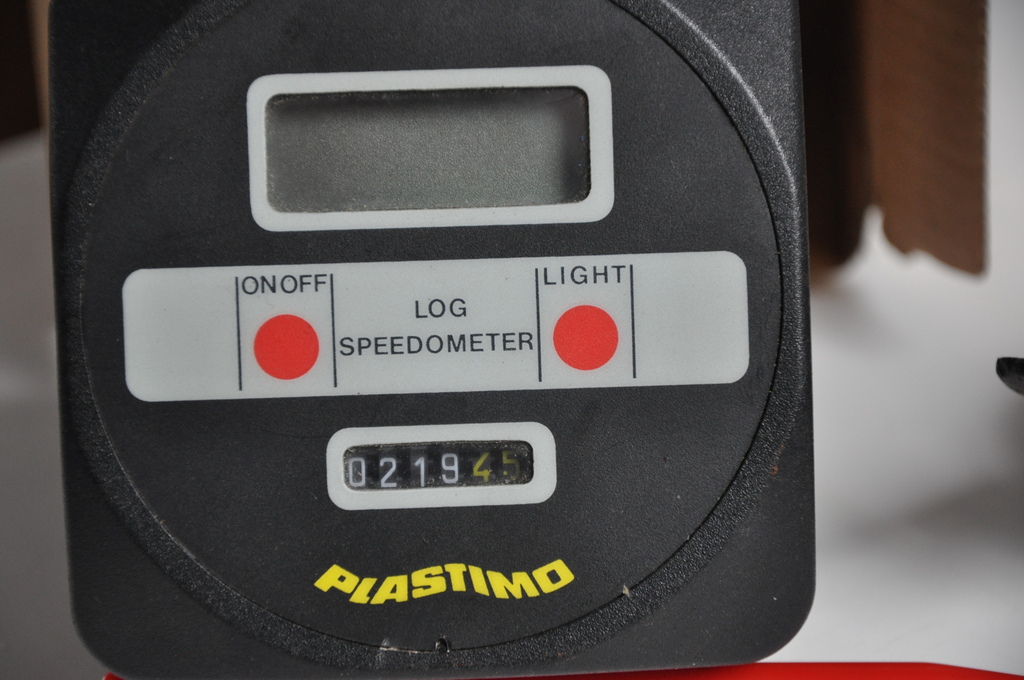 ONOFF
LIGHT
LOG
SPEEDOMETER
021945
PLASTIMO